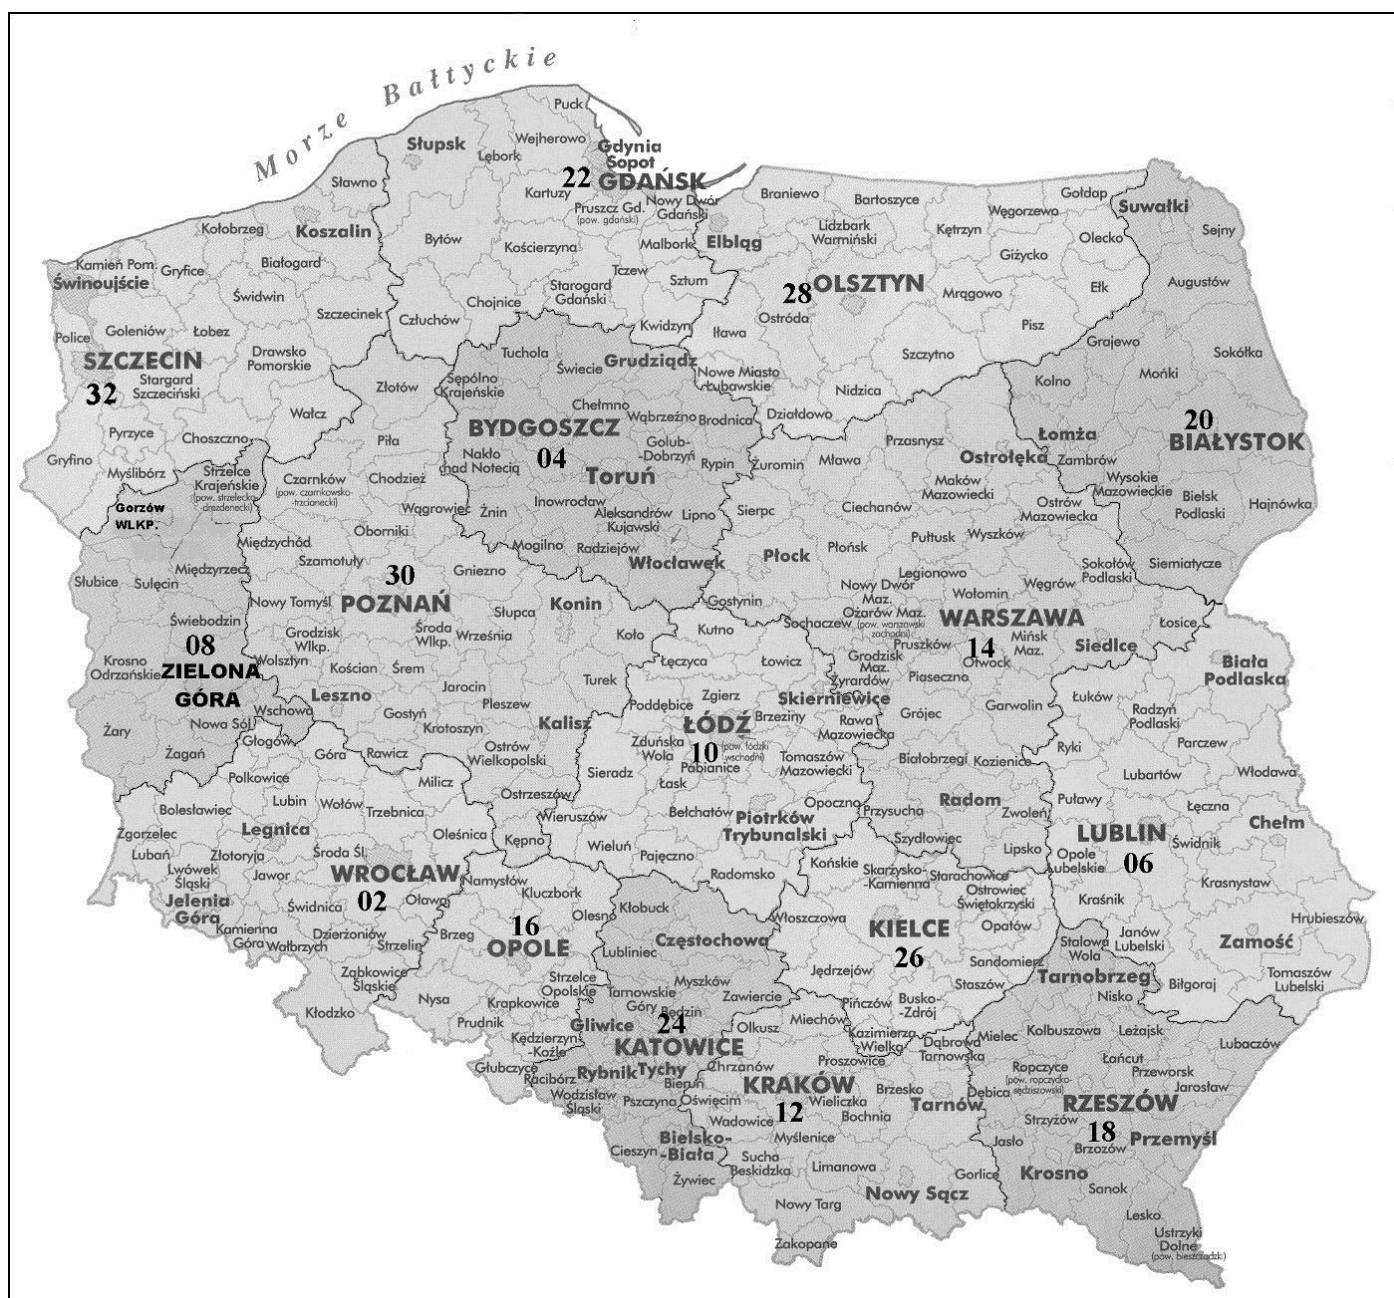 Morze Bałtyckie
Puck
Słupsk
Wejherowo
Lębork
Gdynia
Sopot
22 GDAŃSK
Sławno
Kartuzy
Pruszcz Gd.
(pow. gdański)
Nowy Dwór
Gdański
Kołobrzeg
Koszalin
Bytów
Kościerzyna
Malbork
Elbląg
Braniewo
Bartoszyce
Gołdap
Lidzbark
Warmiński
Kętrzyn
Węgorzewo
Suwałki
Sejny
Olecko
Giżycko
Kamień Pom.
Świnoujście
Gryfice
Białogard
Świdwin
Tczew
Starogard
Gdański
Sztum
28 OLSZTYN
Mrągowo
Ełk
Augustów
Police
Goleniów
Łobez
Szczecinek
Człuchów
Chojnice
Kwidzyn
Ostróda
Iława
Pisz
Szczytno
Grajewo
Sokółka
SZCZECIN
32
Stargard
Szczeciński
Drawsko
Pomorskie
Złotów
Sępólno
Krajeńskie
Tuchola
Świecie
Grudziądz
Nowe Miasto
Lubawskie
Nidzica
Kolno
Mońki
Wałcz
Chełmno
Wąbrzeźno
Brodnica
Działdowo
20
BIAŁYSTOK
Pyrzyce
Choszczno
Piła
BYDGOSZCZ
04
Nakło
nad Notecią
Toruń
Golub-
-Dobrzyń
Rypin
Żuromin
Mława
Przasnysz
Ostrołęka
Łomża
Zambrów
Gryfino
Myślibórz
Strzelce
Krajeńskie
(pow. strzelecko-
-drezdenecki)
Czarnków
(pow. czarnkowsko-
-trzcianecki)
Chodzież
Maków
Mazowiecki
Wysokie
Mazowieckie
Bielsk
Podlaski
Hajnówka
Gorzów
WLKP.
Wągrowiec
Żnin
Inowrocław
Aleksandrów
Kujawski
Lipno
Sierpc
Ciechanów
Ostrów
Mazowiecka
Międzychód
Oborniki
Mogilno
Radziejów
Włocławek
Płock
Płońsk
Pułtusk
Wyszków
Siemiatycze
Słubice
Sulęcin
Międzyrzecz
Szamotuły
30
POZNAŃ
Gniezno
Legionowo
Nowy Dwór
Maz.
Wołomin
Węgrów
Sokołów
Podlaski
Nowy Tomyśl
Słupca
Konin
Gostynin
Sochaczew
Ożarów Maz.
(pow. warszawski
zachodni)
WARSZAWA
14
Mińsk
Maz.
Siedlce
Łosice
Świebodzin
08
ZIELONA
GÓRA
Grodzisk
Wlkp.
Środa
Wlkp.
Września
Koło
Kutno
Pruszków
Otwock
Krosno
Odrzańskie
Wolsztyn
Kościan
Śrem
Łęczyca
Łowicz
Grodzisk
Maz.
Żyrardów
Piaseczno
Biała
Podlaska
Leszno
Jarocin
Pleszew
Turek
Poddębice
Zgierz
Skierniewice
Garwolin
Łuków
Radzyń
Podlaski
Żary
Nowa Sól
Wschowa
Gostyń
Krotoszyn
Kalisz
ŁÓDŹ
10
(pow. łódzki
wschodni)
Brzeziny
Rawa
Mazowiecka
Grójec
Parczew
Żagań
Głogów
Góra
Rawicz
Ostrów
Wielkopolski
Sieradz
Zduńska
Wola
Pabianice
Łask
Tomaszów
Mazowiecki
Białobrzegi
Kozienice
Ryki
Lubartów
Włodawa
Polkowice
Milicz
Ostrzeszów
Wieruszów
Bełchatów
Piotrków
Trybunalski
Opoczno
Przysucha
Radom
Zwoleń
Puławy
Łęczna
Chełm
Bolesławiec
Lubin
Wołów
Trzebnica
Zgorzelec
Legnica
Oleśnica
Kępno
Wieluń
Pajęczno
Szydłowiec
Lipsko
LUBLIN
06
Świdnik
Lubań
Złotoryja
Środa Śl.
WROCŁAW
02
Namysłów
Kluczbork
Radomsko
Końskie
Skarżysko-
-Kamienna
Starachowice
Opole
Lubelskie
Krasnystaw
Lwówek
Śląski
Jawor
Oława
Jelenia
Góra
Świdnica
16
OPOLE
Olesno
Kłobuck
Włoszczowa
Ostrowiec
Świętokrzyski
Kraśnik
Hrubieszów
Kamienna
Góra
Wałbrzych
Dzierżoniów
Strzelin
Brzeg
Lubliniec
Częstochowa
KIELCE
26
Opatów
Stalowa
Wola
Janów
Lubelski
Zamość
Ząbkowice
Śląskie
Strzelce
Opolskie
Myszków
Jędrzejów
Sandomierz
Staszów
Tarnobrzeg
Nisko
Biłgoraj
Tomaszów
Lubelski
Kłodzko
Nysa
Krapkowice
Tarnowskie
Góry
Będzin
Zawiercie
Pińczów
Busko-
-Zdrój
Prudnik
Gliwice
24
KATOWICE
Olkusz
Miechów
Kazimierza
Wielka
Dąbrowa
Tarnowska
Mielec
Kolbuszowa
Leżajsk
Lubaczów
Głubczyce
Kędzierzyn
-Koźle
Racibórz
Rybnik
Tychy
Bieruń
Chrzanów
Proszowice
Ropczyce
(pow. ropczycko-
-sędziszowski)
Łańcut
Przeworsk
Wodzisław
Śląski
Pszczyna
Oświęcim
KRAKÓW
12
Wieliczka
Brzesko
Bochnia
Tarnów
Dębica
RZESZÓW
18
Jarosław
Cieszyn
Bielsko-
-Biała
Wadowice
Myślenice
Strzyżów
Jasło
Brzozów
Przemyśl
Żywiec
Sucha
Beskidzka
Limanowa
Nowy Sącz
Gorlice
Krosno
Sanok
Nowy Targ
Lesko
Zakopane
Ustrzyki
Dolne
(pow. bieszczadzki)